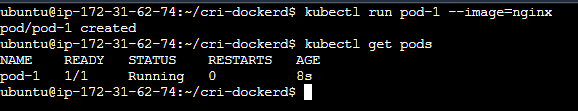 ubuntu@ip-172-31-62-74:~/cri-dockerd$ kubectl run pod-1 --image=nginx
pod/pod-1 created
ubuntu@ip-172-31-62-74:~/cri-dockerd$ kubectl get pods
NAME    READY   STATUS    RESTARTS   AGE
pod-1   1/1     Running   0          8s
ubuntu@ip-172-31-62-74:~/cri-dockerd$